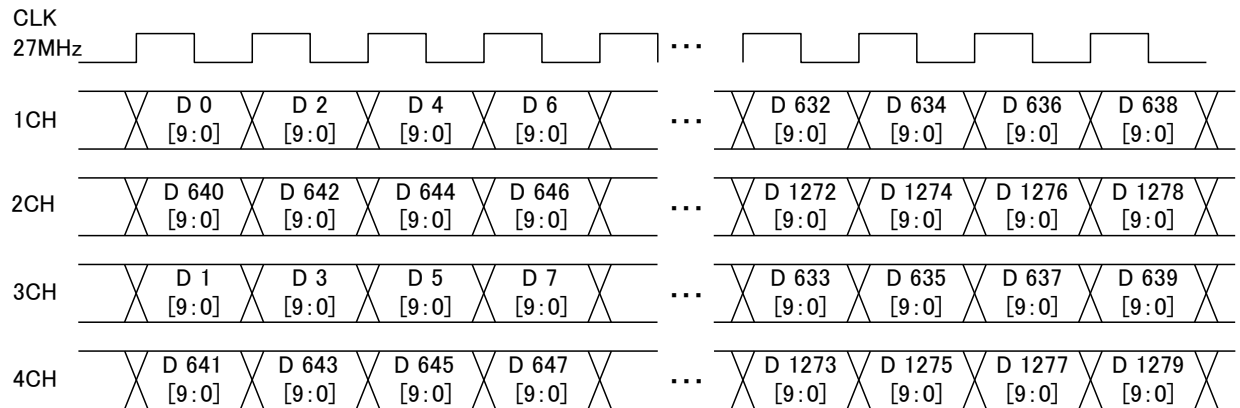 CLK
27MHz
...
1CH
D 0 D 2 D 4 D 6 ... D 632 D 634 D 636 D 638
[9:0] [9:0] [9:0] [9:0] [9:0] [9:0] [9:0] [9:0]
2CH
D 640 D 642 D 644 D 646 ... D 1272 D 1274 D 1276 D 1278
[9:0] [9:0] [9:0] [9:0] [9:0] [9:0] [9:0] [9:0]
3CH
D 1 D 3 D 5 D 7 ... D 633 D 635 D 637 D 639
[9:0] [9:0] [9:0] [9:0] [9:0] [9:0] [9:0] [9:0]
4CH
D 641 D 643 D 645 D 647 ... D 1273 D 1275 D 1277 D 1279
[9:0] [9:0] [9:0] [9:0] [9:0] [9:0] [9:0] [9:0]